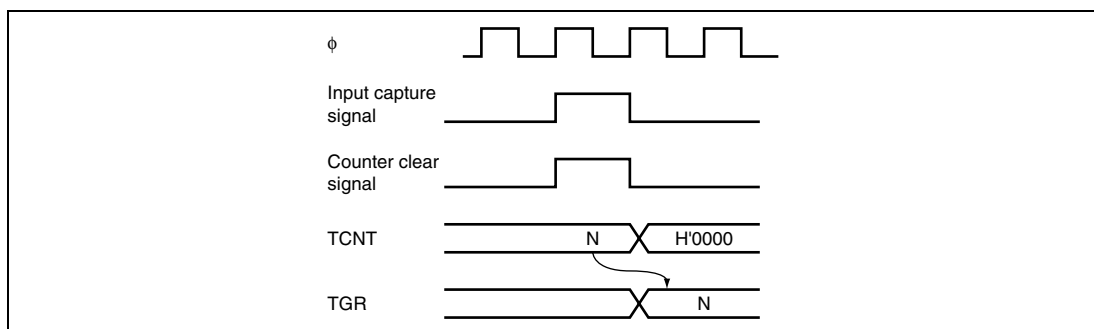 ϕ
Input capture
signal
Counter clear
signal
TCNT
N
H'0000
TGR
N